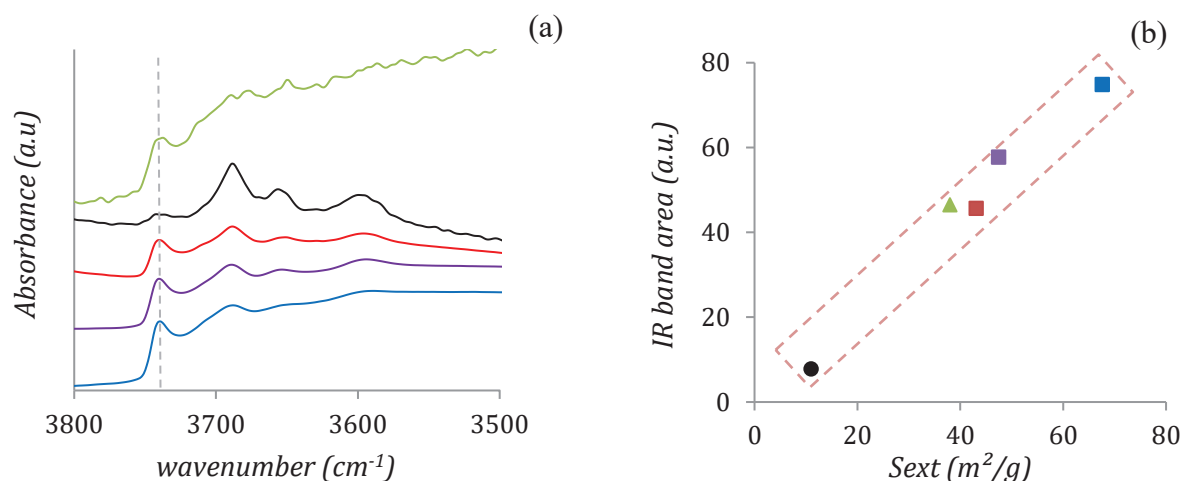 (a)
Absorbance (a.u)
3800 3700 3600 3500
wavenumber (cm⁻¹)
(b)
80
60
40
20
0
IR band area (a.u.)
0 20 40 60 80
Sext (m²/g)